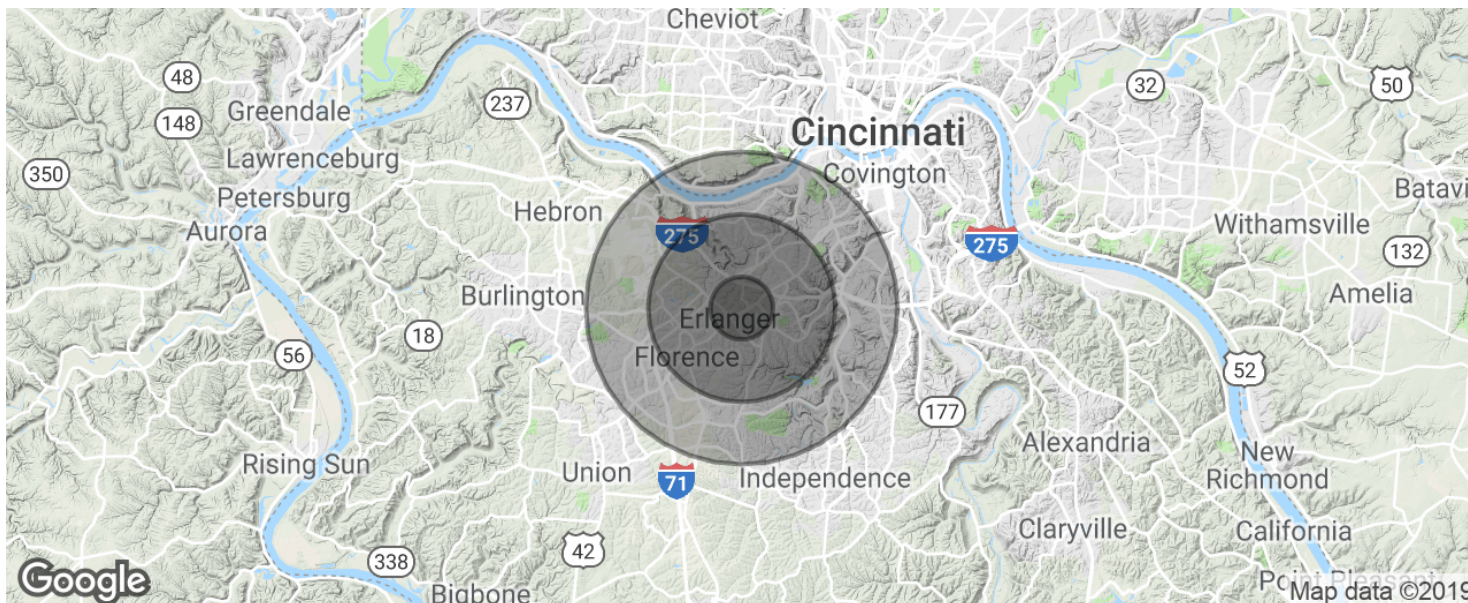 Cheviot
48
32
50
237
Greendale
148
Cincinnati
Lawrenceburg
350
Covington
Petersburg
Batavi
Hebron
Withamsville
Aurora
275
275
132
Burlington
Amelia
Erlanger
18
56
Florence
52
177
Alexandria
New
Richmond
Rising Sun
Union
71
Independence
Claryville
California
42
338
Google
Bigbone
Point Pleasant
Map data ©2019